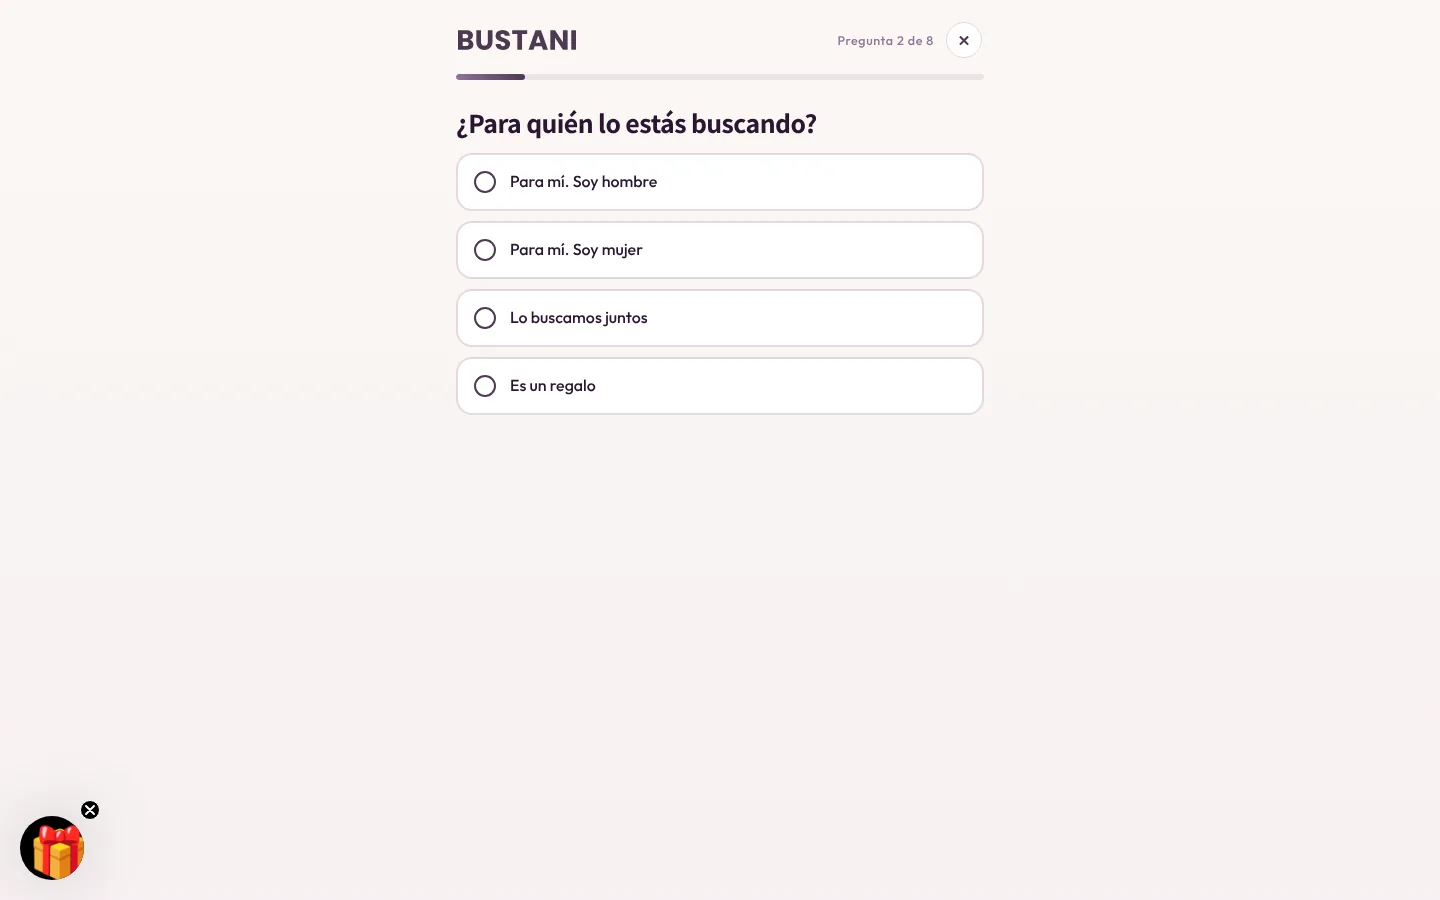 BUSTANI
Pregunta 2 de 8
¿Para quién lo estás buscando?
Para mí. Soy hombre
Para mí. Soy mujer
Lo buscamos juntos
Es un regalo